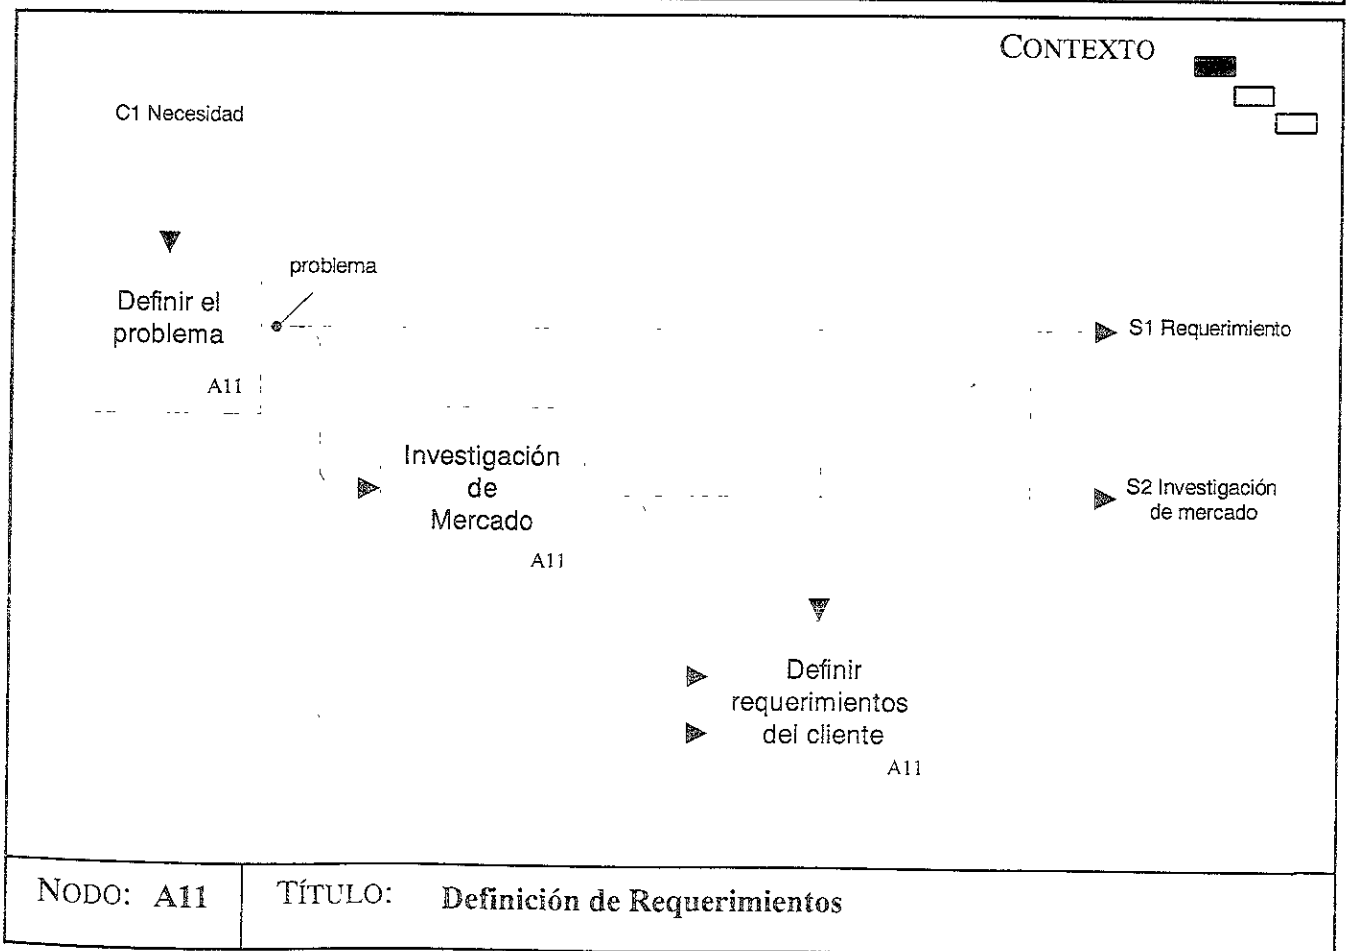 CONTEXTO
C1 Necesidad
problema
Definir el
problema
A11
S1 Requerimiento
Investigación
de
Mercado
A11
S2 Investigación
de mercado
Definir
requerimientos
del cliente
A11
NODO: A11
TÍTULO: Definición de Requerimientos